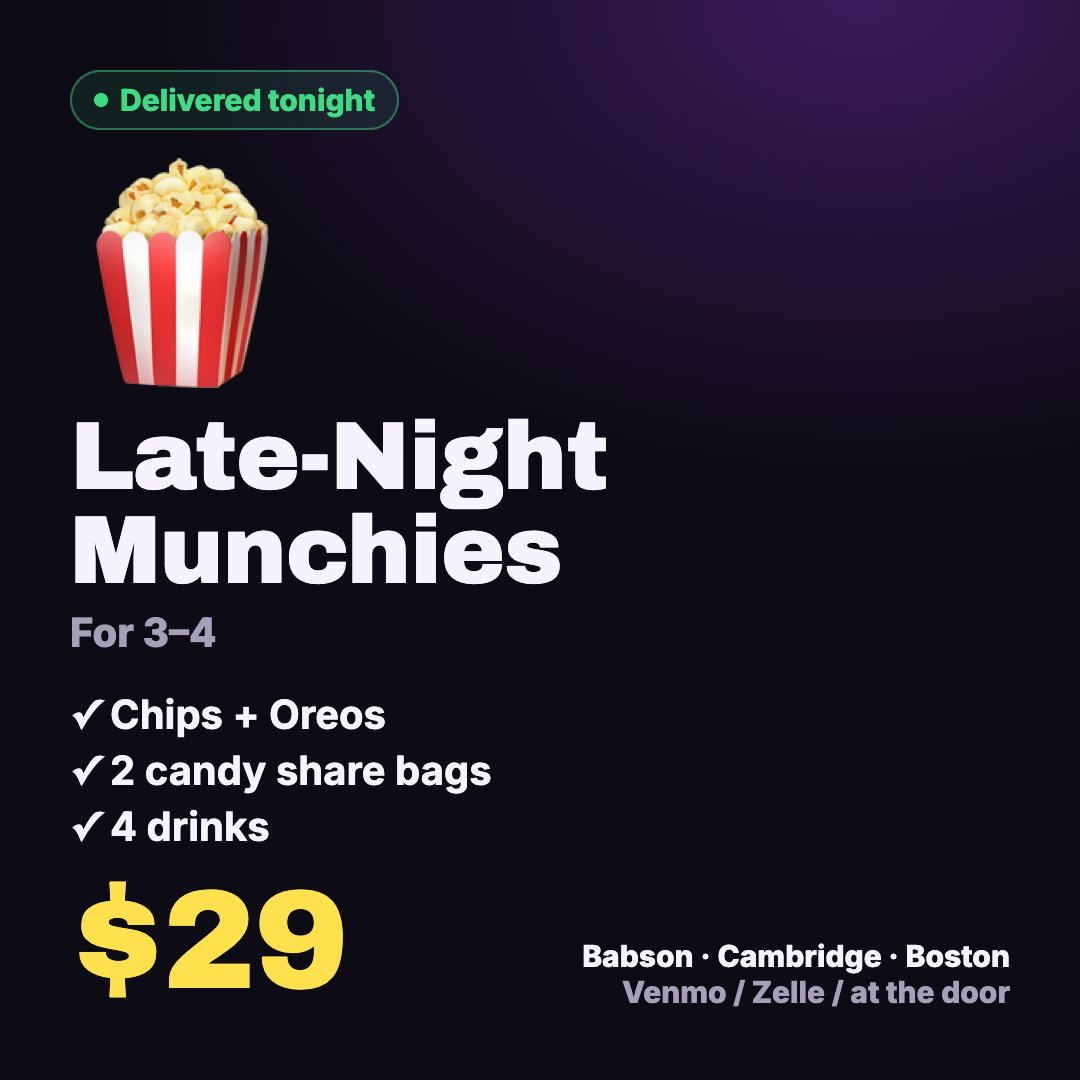 Delivered tonight
Late-Night
Munchies
For 3–4
✓ Chips + Oreos
✓ 2 candy share bags
✓ 4 drinks
$29
Babson · Cambridge · Boston
Venmo / Zelle / at the door